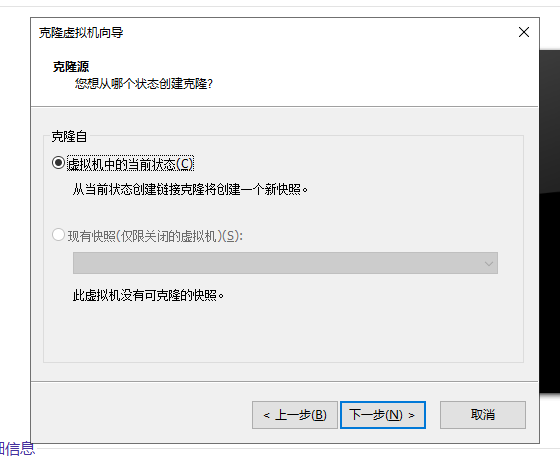 克隆虚拟机向导
克隆源
您想从哪个状态创建克隆?
克隆自
虚拟机中的当前状态(C)
从当前状态创建链接克隆将创建一个新快照。
现有快照(仅限关闭的虚拟机)(S):
此虚拟机没有可克隆的快照。
< 上一步(B) 下一步(N) > 取消
细信息